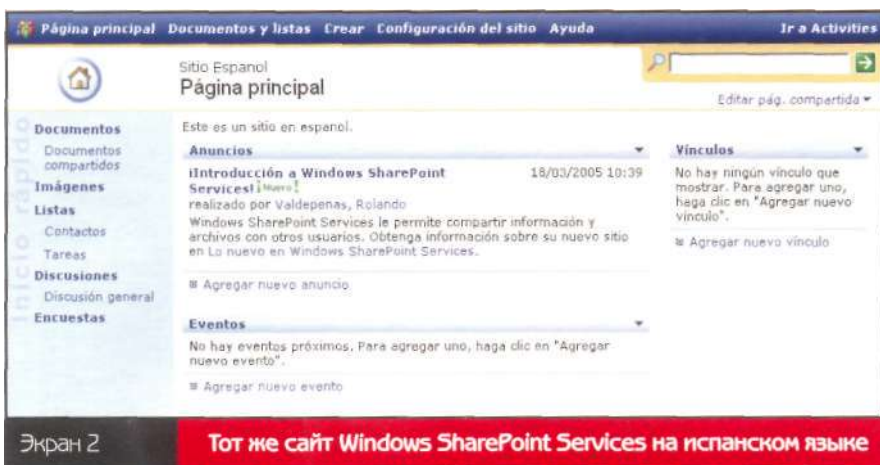 Página principal Documentos y listas Crear Configuración del sitio Ayuda Ir a Activities
Sitio Espanol
Página principal
Editar pág. compartida
inicio rápido
Documentos
Documentos
compartidos
Imágenes
Listas
Contactos
Tareas
Discusiones
Discusión general
Encuestas
Este es un sitio en espanol.
Anuncios
¡Introducción a Windows SharePoint 18/03/2005 10:39
Services! ¡Nuevo!
realizado por Valdepenas, Rolando
Windows SharePoint Services le permite compartir información y
archivos con otros usuarios. Obtenga información sobre su nuevo sitio
en Lo nuevo en Windows SharePoint Services.
Agregar nuevo anuncio
Eventos
No hay eventos próximos. Para agregar uno, haga clic en "Agregar
nuevo evento".
Agregar nuevo evento
Vínculos
No hay ningún vínculo que
mostrar. Para agregar uno,
haga clic en "Agregar nuevo
vínculo".
Agregar nuevo vínculo
Экран 2
Тот же сайт Windows SharePoint Services на испанском языке